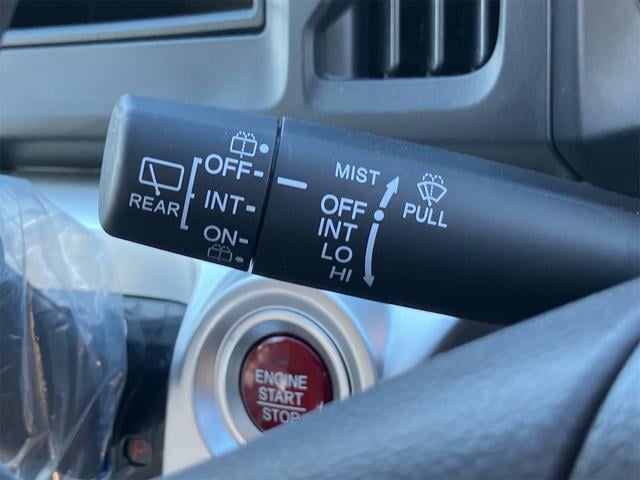 REAR
OFF
INT
ON
MIST
OFF
INT
LO
HI
PULL
ENGINE
START
STOP
P